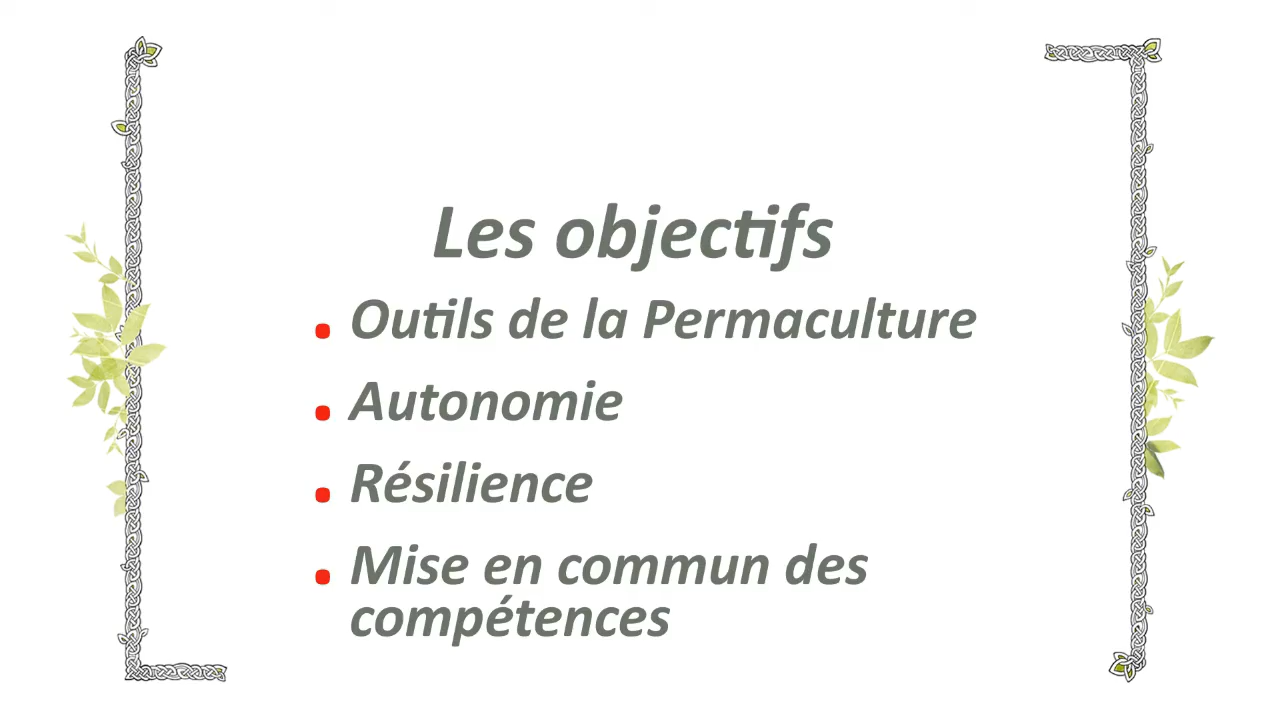 Les objectifs
Outils de la Permaculture
Autonomie
Résilience
Mise en commun des
compétences